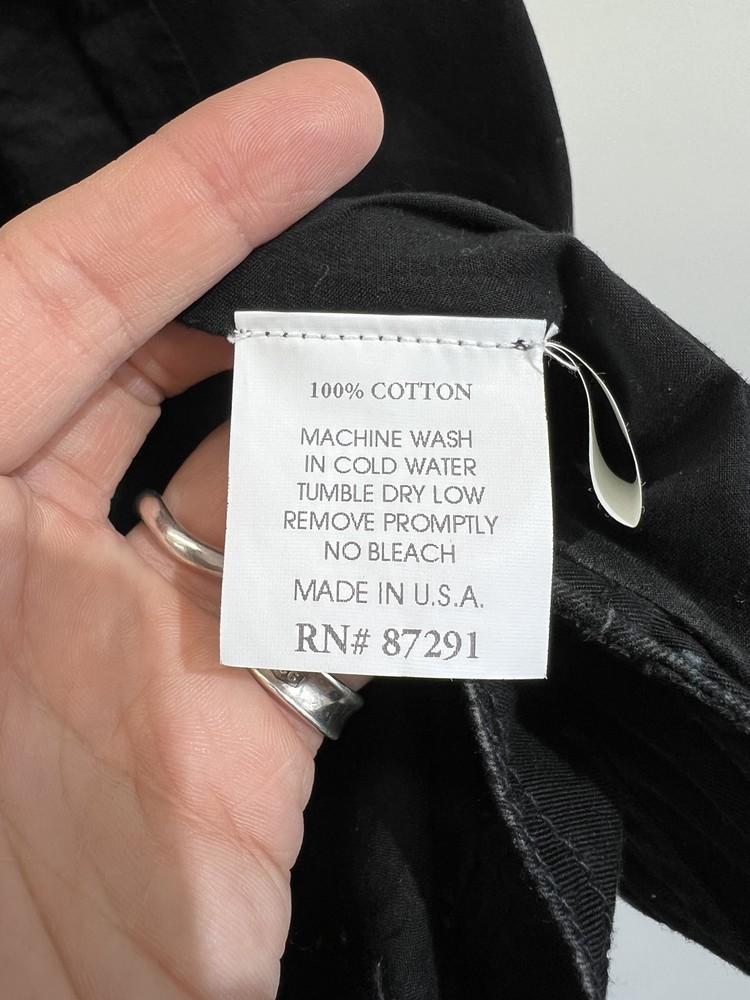 100% COTTON
MACHINE WASH
IN COLD WATER
TUMBLE DRY LOW
REMOVE PROMPTLY
NO BLEACH
MADE IN U.S.A.
RN# 87291